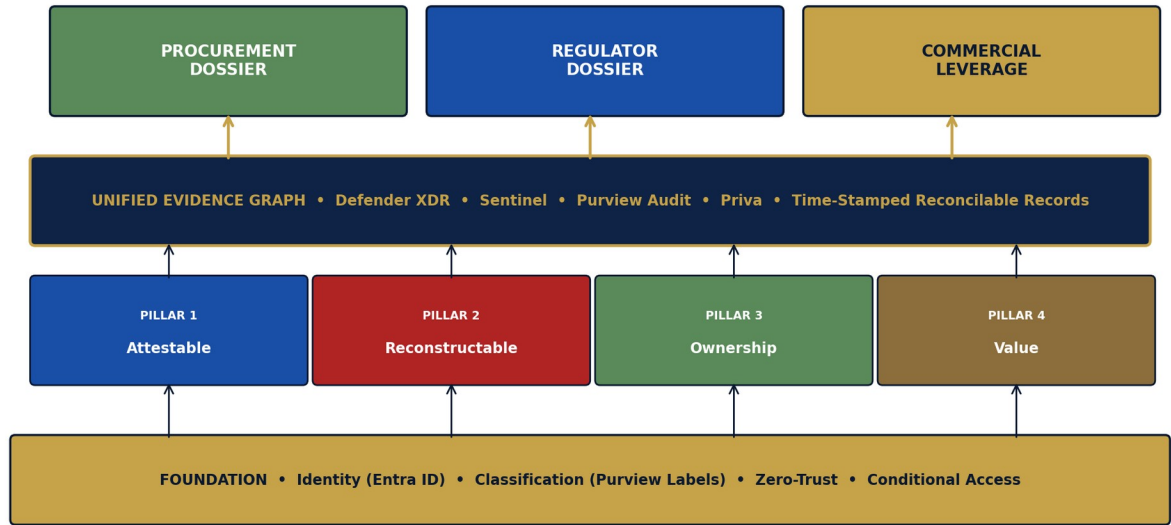 PROCUREMENT
DOSSIER
REGULATOR
DOSSIER
COMMERCIAL
LEVERAGE
UNIFIED EVIDENCE GRAPH • Defender XDR • Sentinel • Purview Audit • Priva • Time-Stamped Reconcilable Records
PILLAR 1
Attestable
PILLAR 2
Reconstructable
PILLAR 3
Ownership
PILLAR 4
Value
FOUNDATION • Identity (Entra ID) • Classification (Purview Labels) • Zero-Trust • Conditional Access